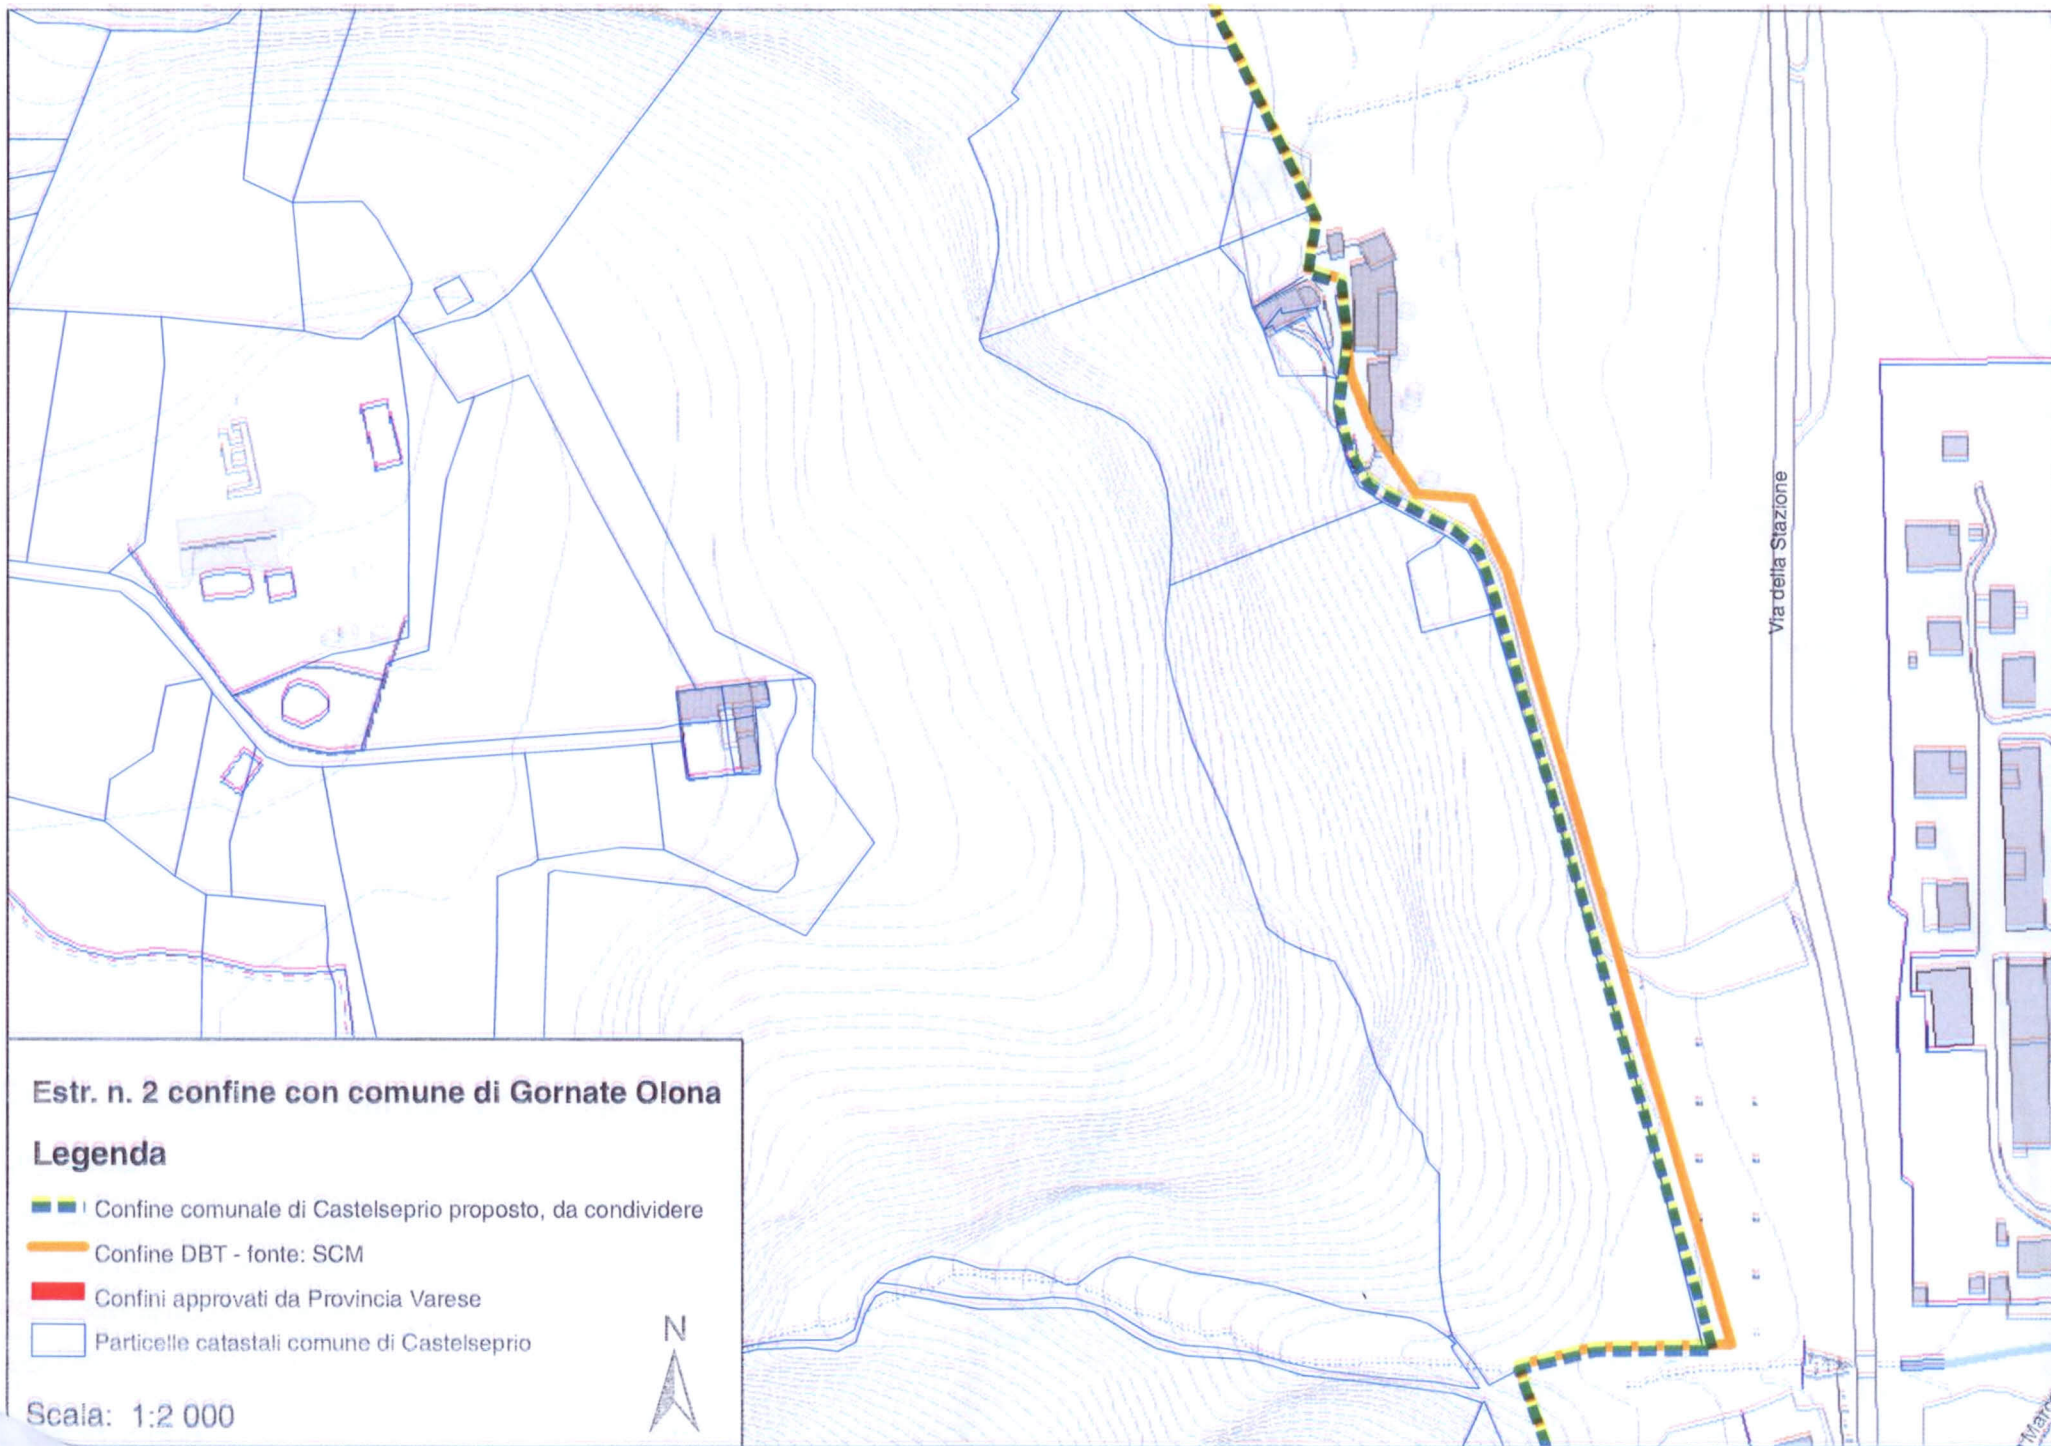 Via della Stazione
Estr. n. 2 confine con comune di Gornate Olona
Legenda
Confine comunale di Castelseprio proposto, da condividere
Confine DBT - fonte: SCM
Confini approvati da Provincia Varese
Particelle catastali comune di Castelseprio
N
Scala: 1:2 000